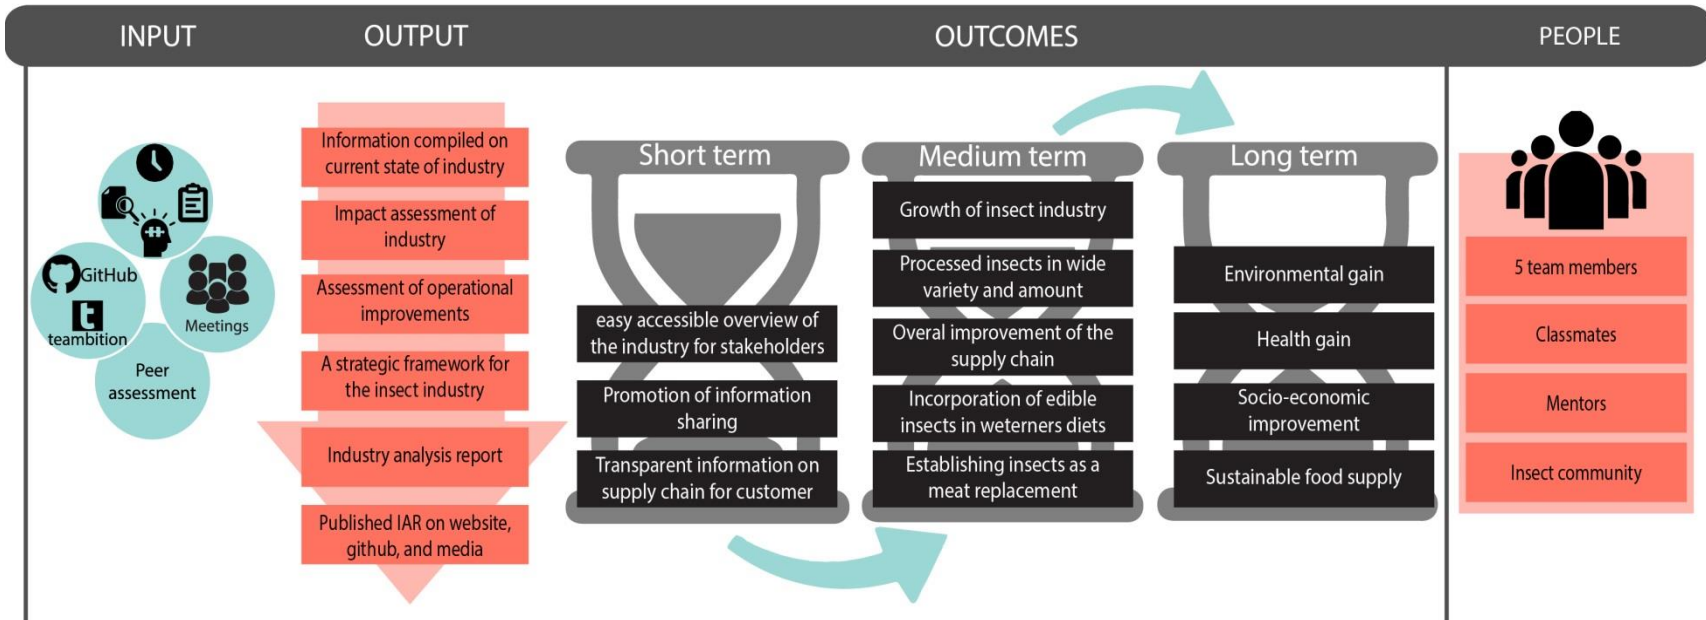 INPUT
OUTPUT
OUTCOMES
PEOPLE
GitHub
teambition
Meetings
Peer
assessment
Information compiled on
current state of industry
Impact assessment of
industry
Assessment of operational
improvements
A strategic framework for
the insect industry
Industry analysis report
Published IAR on website,
github, and media
Short term
easy accessible overview of
the industry for stakeholders
Promotion of information
sharing
Transparent information on
supply chain for customer
Medium term
Growth of insect industry
Processed insects in wide
variety and amount
Overal improvement of the
supply chain
Incorporation of edible
insects in weterners diets
Establishing insects as a
meat replacement
Long term
Environmental gain
Health gain
Socio-economic
improvement
Sustainable food supply
5 team members
Classmates
Mentors
Insect community